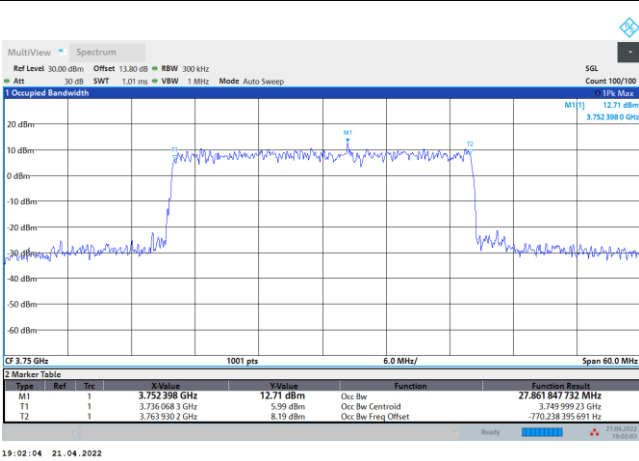 MultiView Spectrum
Ref Level 30.00 dBm Offset 13.80 dB RBW 300 kHz SGL
Att 30 dB SWT 1.01 ms VBW 1 MHz Mode Auto Sweep Count 100/100
1 Occupied Bandwidth 1Pk Max
M1[1] 12.71 dBm
3.752 398 0 GHz
20 dBm
M1
T1 T2
10 dBm
0 dBm
-10 dBm
-20 dBm
-30 dBm
-40 dBm
-50 dBm
-60 dBm
CF 3.75 GHz 1001 pts 6.0 MHz/ Span 60.0 MHz
2 Marker Table
Type Ref Trc X-Value Y-Value Function Function Result
M1 1 3.752 398 GHz 12.71 dBm Occ Bw 27.861 847 732 MHz
T1 1 3.736 068 3 GHz 5.99 dBm Occ Bw Centroid 3.749 999 23 GHz
T2 1 3.763 930 2 GHz 8.19 dBm Occ Bw Freq Offset -770.238 395 691 Hz
Ready 21.04.2022
19:02:03
19:02:04 21.04.2022